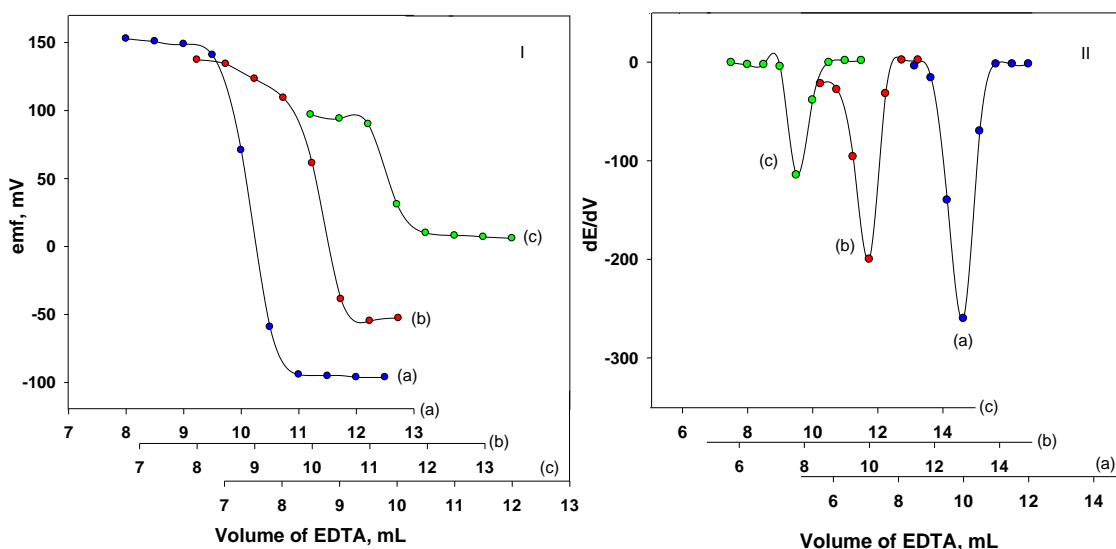 I
150
100
50
0
-50
-100
emf, mV
(c)
(b)
(a)
7 8 9 10 11 12 13 (a)
7 8 9 10 11 12 13 (b)
7 8 9 10 11 12 13 (c)
Volume of EDTA, mL
II
0
-100
-200
-300
dE/dV
(c)
(b)
(a)
6 8 10 12 14 (c)
6 8 10 12 14 (b)
6 8 10 12 14 (a)
Volume of EDTA, mL